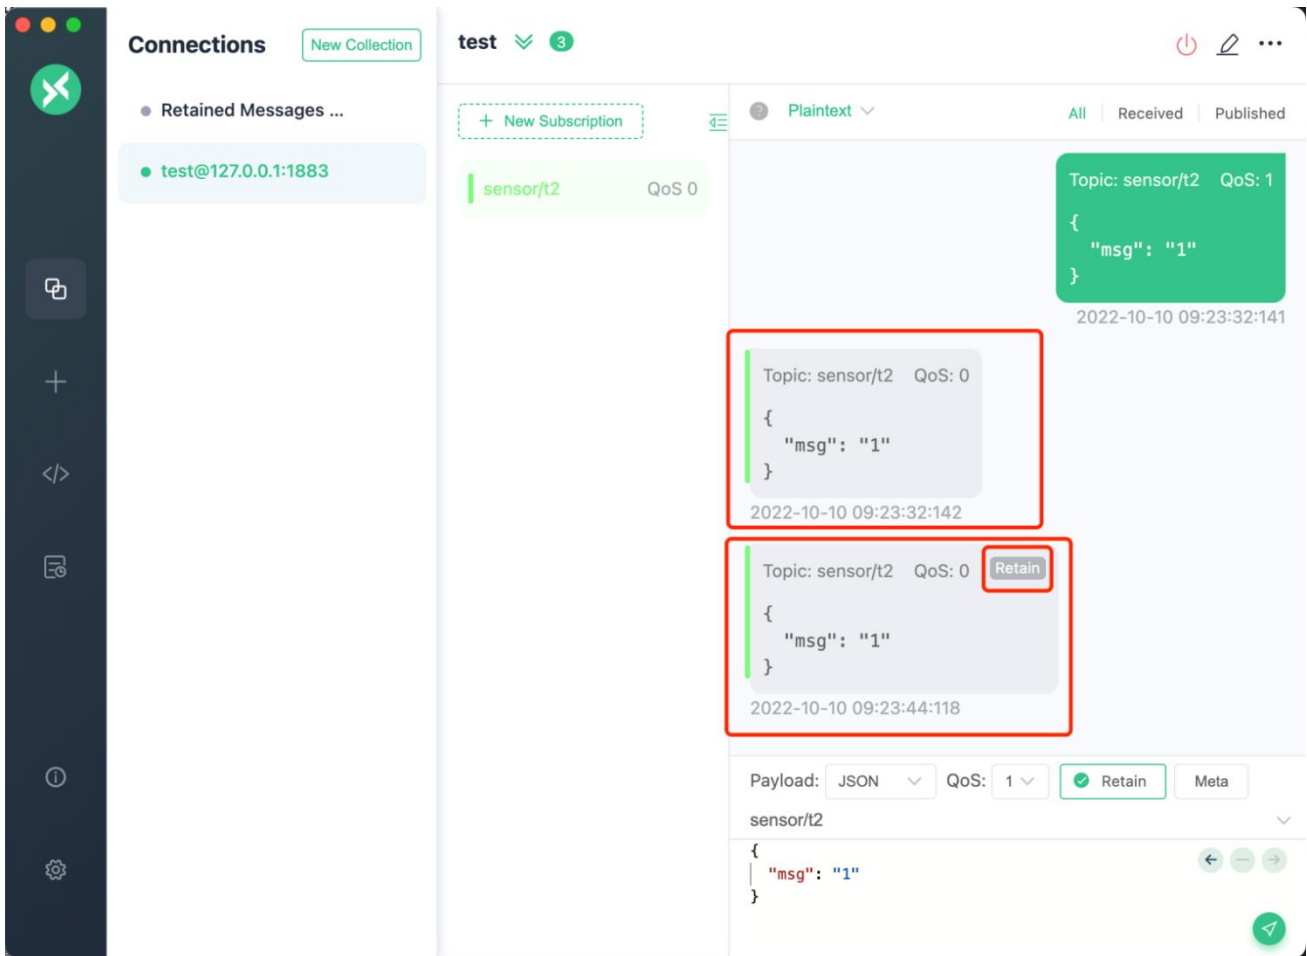 Connections
New Collection
Retained Messages ...
test@127.0.0.1:1883
test 3
+ New Subscription
sensor/t2 QoS 0
? Plaintext
All Received Published
Topic: sensor/t2 QoS: 1
{
"msg": "1"
}
2022-10-10 09:23:32:141
Topic: sensor/t2 QoS: 0
{
"msg": "1"
}
2022-10-10 09:23:32:142
Topic: sensor/t2 QoS: 0 Retain
{
"msg": "1"
}
2022-10-10 09:23:44:118
Payload: JSON QoS: 1 Retain Meta
sensor/t2
{
"msg": "1"
}